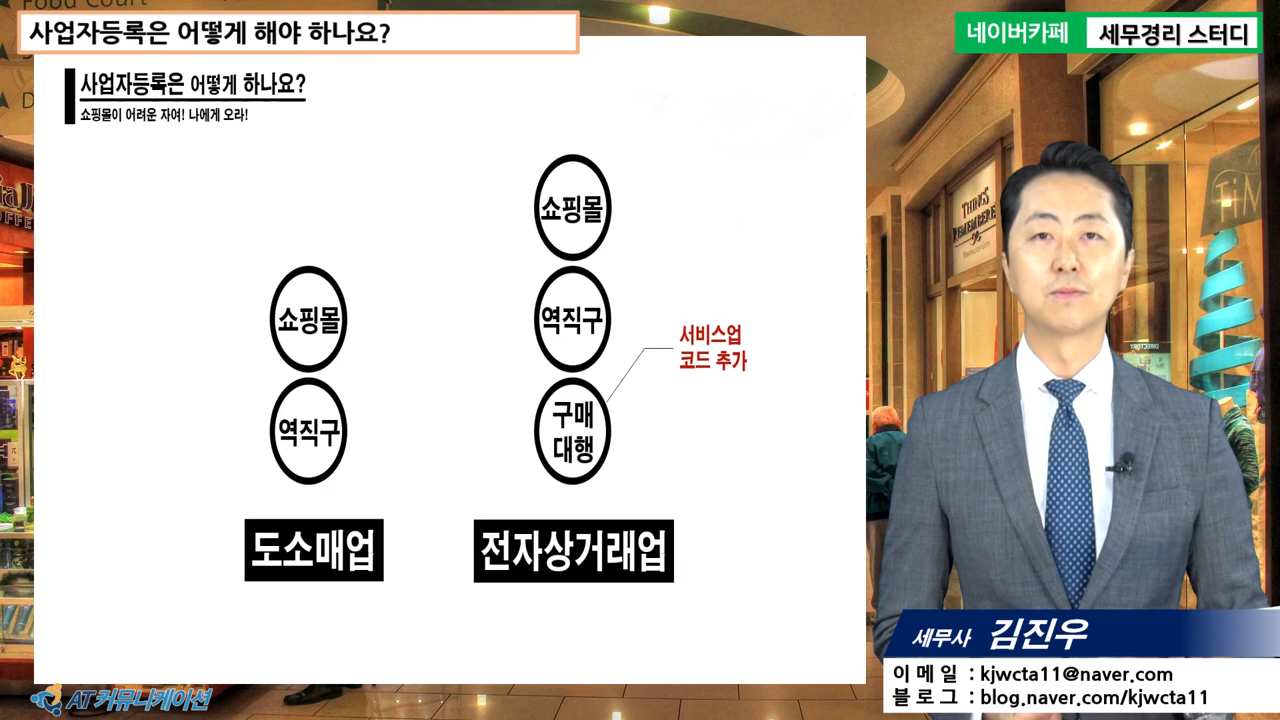 Food Court
사업자등록은 어떻게 해야 하나요?
네이버카페 세무경리 스터디
사업자등록은 어떻게 하나요?
쇼핑몰이 어려운 자여! 나에게 오라!
쇼핑몰
THINGS
REMEMBERED
TiM
쇼핑몰
역직구
서비스업
코드 추가
역직구
구매
대행
도소매업
전자상거래업
세무사 김진우
이 메 일 : kjwcta11@naver.com
블 로 그 : blog.naver.com/kjwcta11
AT커뮤니케이션